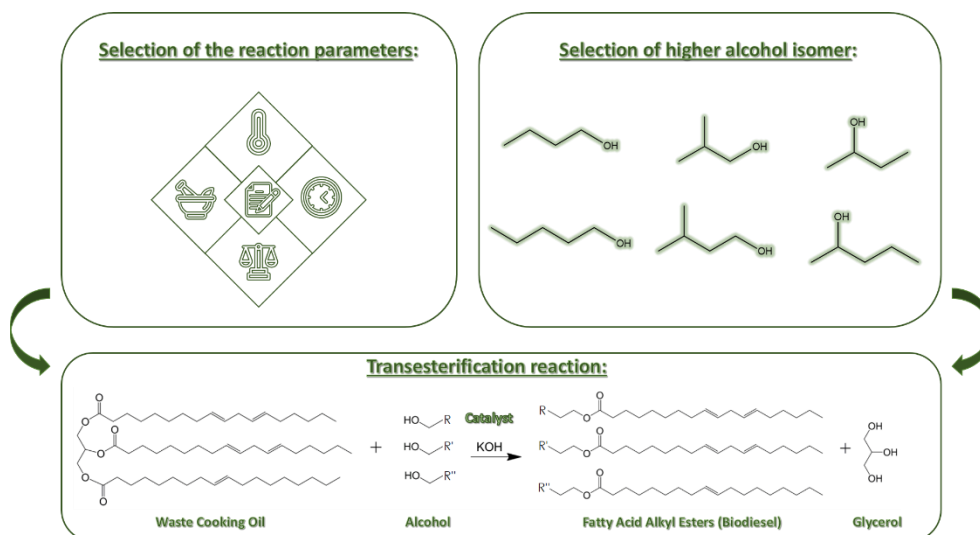 Selection of the reaction parameters:
Selection of higher alcohol isomer:
OH
OH
OH
OH
OH
OH
Transesterification reaction:
O
O
O
O
O
O
HO
R
HO
R'
HO
R''
+
Catalyst
KOH
R
O
O
R'
O
O
R''
O
O
+
OH
OH
OH
Waste Cooking Oil
Alcohol
Fatty Acid Alkyl Esters (Biodiesel)
Glycerol